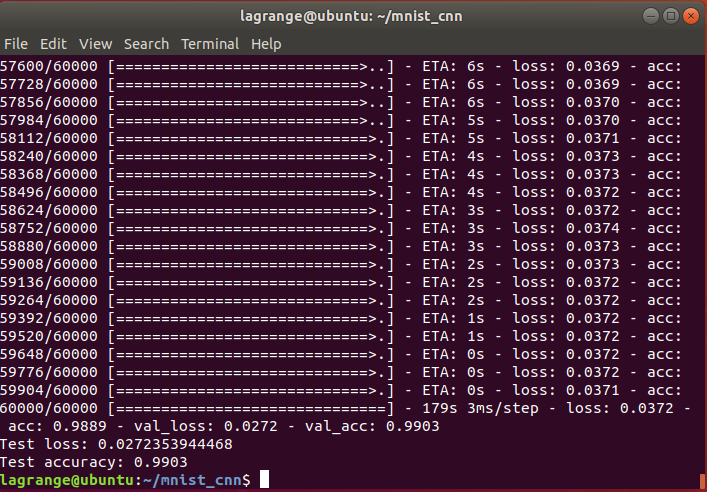 lagrange@ubuntu: ~/mnist_cnn
File Edit View Search Terminal Help
57600/60000 [============================>..] - ETA: 6s - loss: 0.0369 - acc:
57728/60000 [============================>..] - ETA: 6s - loss: 0.0369 - acc:
57856/60000 [============================>..] - ETA: 6s - loss: 0.0370 - acc:
57984/60000 [============================>..] - ETA: 5s - loss: 0.0370 - acc:
58112/60000 [=============================>.] - ETA: 5s - loss: 0.0371 - acc:
58240/60000 [=============================>.] - ETA: 4s - loss: 0.0373 - acc:
58368/60000 [=============================>.] - ETA: 4s - loss: 0.0373 - acc:
58496/60000 [=============================>.] - ETA: 4s - loss: 0.0372 - acc:
58624/60000 [=============================>.] - ETA: 3s - loss: 0.0372 - acc:
58752/60000 [=============================>.] - ETA: 3s - loss: 0.0374 - acc:
58880/60000 [=============================>.] - ETA: 3s - loss: 0.0373 - acc:
59008/60000 [=============================>.] - ETA: 2s - loss: 0.0373 - acc:
59136/60000 [=============================>.] - ETA: 2s - loss: 0.0372 - acc:
59264/60000 [=============================>.] - ETA: 2s - loss: 0.0372 - acc:
59392/60000 [=============================>.] - ETA: 1s - loss: 0.0372 - acc:
59520/60000 [=============================>.] - ETA: 1s - loss: 0.0372 - acc:
59648/60000 [=============================>.] - ETA: 0s - loss: 0.0372 - acc:
59776/60000 [=============================>.] - ETA: 0s - loss: 0.0372 - acc:
59904/60000 [=============================>.] - ETA: 0s - loss: 0.0371 - acc:
60000/60000 [===============================] - 179s 3ms/step - loss: 0.0372 -
acc: 0.9889 - val_loss: 0.0272 - val_acc: 0.9903
Test loss: 0.0272353944468
Test accuracy: 0.9903
lagrange@ubuntu:~/mnist_cnn$